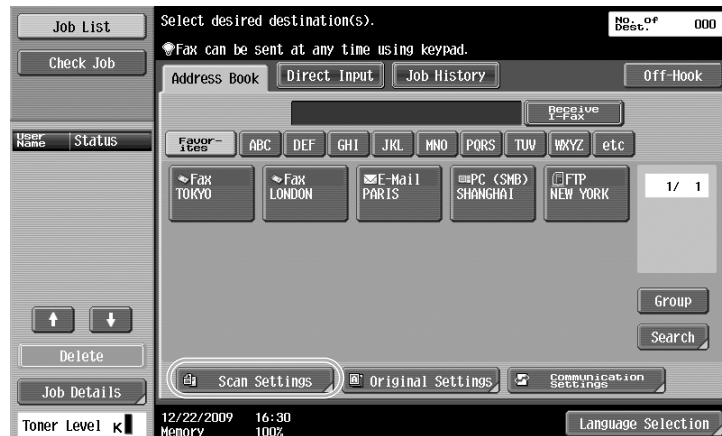 Job List
Check Job
User Name Status
Delete
Job Details
Toner Level K
Select desired destination(s).
No. of Dest. 000
Fax can be sent at any time using keypad.
Address Book Direct Input Job History Off-Hook
Receive I-Fax
Favor-ites ABC DEF GHI JKL MNO PQRS TUV WXYZ etc
Fax TOKYO
Fax LONDON
E-Mail PARIS
PC (SMB) SHANGHAI
FTP NEW YORK
1/ 1
Group
Search
Scan Settings Original Settings Communication Settings
12/22/2009 16:30
Memory 100%
Language Selection